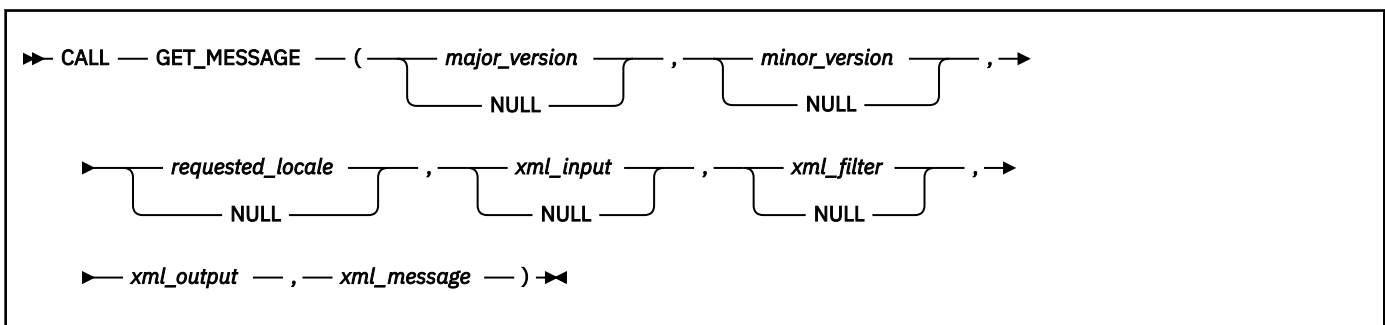 CALL GET_MESSAGE ( major_version , minor_version ,
NULL NULL
requested_locale , xml_input , xml_filter ,
NULL NULL NULL
xml_output , xml_message )